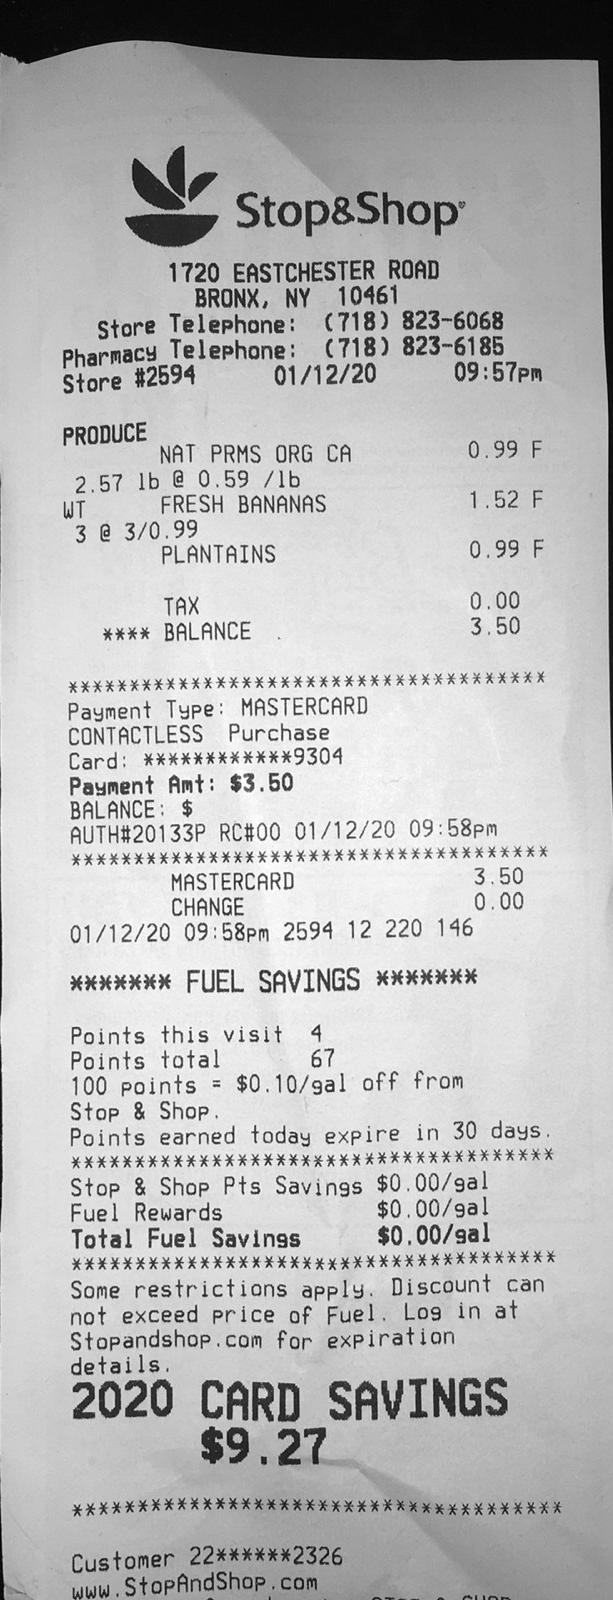 Stop&Shop®
1720 EASTCHESTER ROAD
BRONX, NY 10461
Store Telephone: (718) 823-6068
Pharmacy Telephone: (718) 823-6185
Store #2594 01/12/20 09:57pm
PRODUCE
NAT PRMS ORG CA 0.99 F
2.57 lb @ 0.59 /lb
WT FRESH BANANAS 1.52 F
3 @ 3/0.99
PLANTAINS 0.99 F
TAX 0.00
**** BALANCE 3.50
****************************************
Payment Type: MASTERCARD
CONTACTLESS Purchase
Card: ************9304
Payment Amt: $3.50
BALANCE: $
AUTH#20133P RC#00 01/12/20 09:58pm
****************************************
MASTERCARD 3.50
CHANGE 0.00
01/12/20 09:58pm 2594 12 220 146
******* FUEL SAVINGS *******
Points this visit 4
Points total 67
100 points = $0.10/gal off from
Stop & Shop.
Points earned today expire in 30 days.
****************************************
Stop & Shop Pts Savings $0.00/gal
Fuel Rewards $0.00/gal
Total Fuel Savings $0.00/gal
****************************************
Some restrictions apply. Discount can
not exceed price of Fuel. Log in at
Stopandshop.com for expiration
details.
2020 CARD SAVINGS
$9.27
****************************************
Customer 22******2326
www.StopAndShop.com